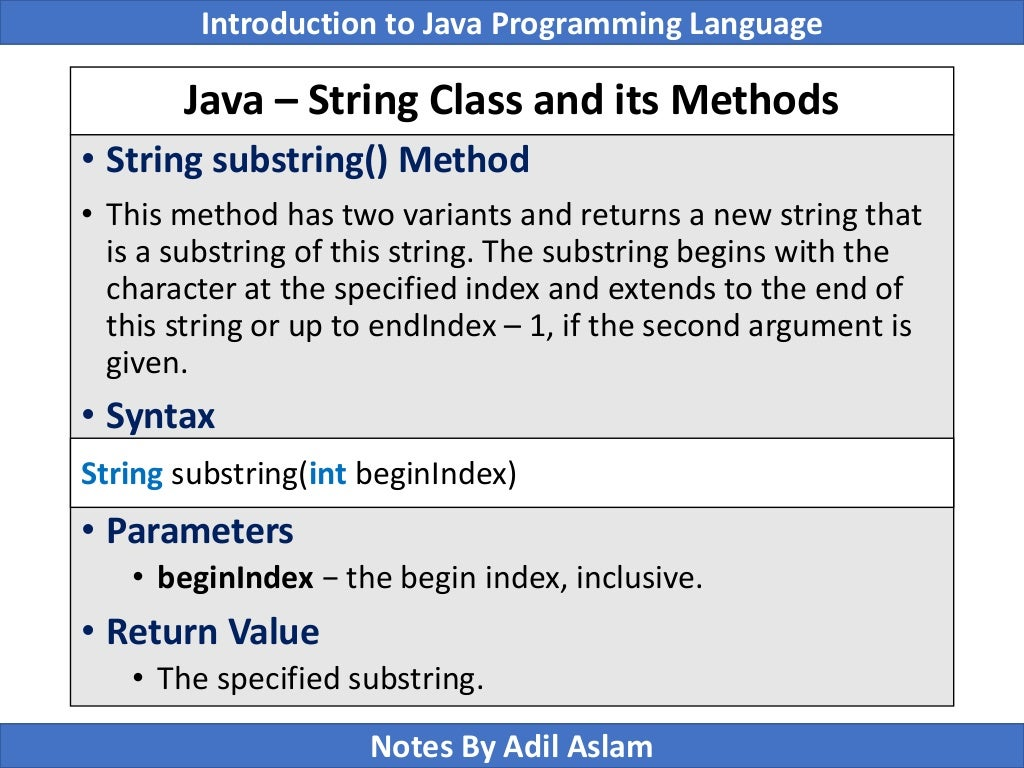 Introduction to Java Programming Language
Java – String Class and its Methods
• String substring() Method
• This method has two variants and returns a new string that
is a substring of this string. The substring begins with the
character at the specified index and extends to the end of
this string or up to endIndex – 1, if the second argument is
given.
• Syntax
String substring(int beginIndex)
• Parameters
• beginIndex − the begin index, inclusive.
• Return Value
• The specified substring.
Notes By Adil Aslam